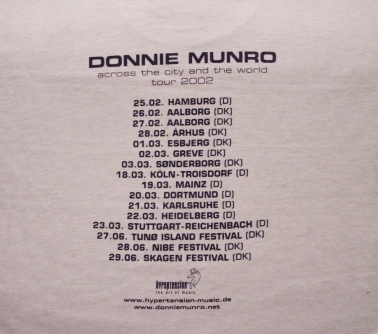 DONNIE MUNRO
across the city and the world
tour 2002
25.02. HAMBURG (D)
26.02. AALBORG (DK)
27.02. AALBORG (DK)
28.02. ÅRHUS (DK)
01.03. ESBJERG (DK)
02.03. GREVE (DK)
03.03. SØNDERBORG (DK)
18.03. KÖLN-TROISDORF (D)
19.03. MAINZ (D)
20.03. DORTMUND (D)
21.03. KARLSRUHE (D)
22.03. HEIDELBERG (D)
23.03. STUTTGART-REICHENBACH (D)
27.06. TUNØ ISLAND FESTIVAL (DK)
28.06. NIBE FESTIVAL (DK)
29.06. SKAGEN FESTIVAL (DK)
hypertension
the art of music
www.hypertension-music.de
www.donniemunro.net